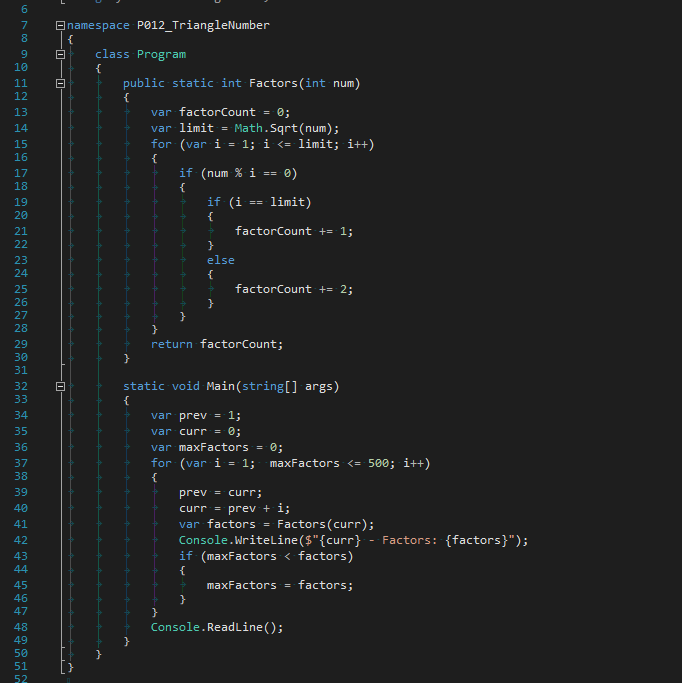 6
7 namespace P012_TriangleNumber
8 {
9 class Program
10 {
11 public static int Factors(int num)
12 {
13 var factorCount = 0;
14 var limit = Math.Sqrt(num);
15 for (var i = 1; i <= limit; i++)
16 {
17 if (num % i == 0)
18 {
19 if (i == limit)
20 {
21 factorCount += 1;
22 }
23 else
24 {
25 factorCount += 2;
26 }
27 }
28 }
29 return factorCount;
30 }
31
32 static void Main(string[] args)
33 {
34 var prev = 1;
35 var curr = 0;
36 var maxFactors = 0;
37 for (var i = 1;  maxFactors <= 500; i++)
38 {
39 prev = curr;
40 curr = prev + i;
41 var factors = Factors(curr);
42 Console.WriteLine($"{curr} - Factors: {factors}");
43 if (maxFactors < factors)
44 {
45 maxFactors = factors;
46 }
47 }
48 Console.ReadLine();
49 }
50 }
51 }
52